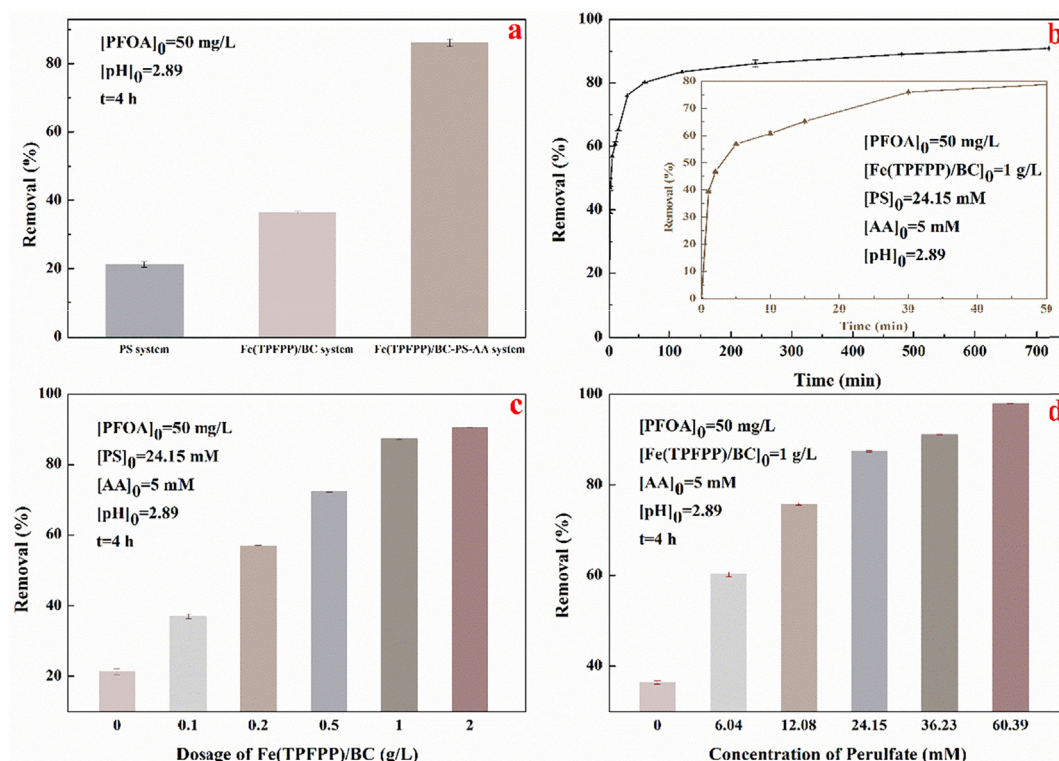 a
[PFOA]0=50 mg/L
[pH]0=2.89
t=4 h
Removal (%)
80
60
40
20
0
PS system
Fe(TPFPP)/BC system
Fe(TPFPP)/BC-PS-AA system
b
Removal (%)
100
80
60
40
20
0
0
100
200
300
400
500
600
700
Time (min)
Removal (%)
80
75
70
65
60
55
50
45
40
35
30
25
20
15
10
5
0
0
10
20
30
40
50
Time (min)
[PFOA]0=50 mg/L
[Fe(TPFPP)/BC]0=1 g/L
[PS]0=24.15 mM
[AA]0=5 mM
[pH]0=2.89
c
[PFOA]0=50 mg/L
[PS]0=24.15 mM
[AA]0=5 mM
[pH]0=2.89
t=4 h
Removal (%)
100
80
60
40
20
0
0.1
0.2
0.5
1
2
Dosage of Fe(TPFPP)/BC (g/L)
d
[PFOA]0=50 mg/L
[Fe(TPFPP)/BC]0=1 g/L
[AA]0=5 mM
[pH]0=2.89
t=4 h
Removal (%)
100
80
60
40
0
6.04
12.08
24.15
36.23
60.39
Concentration of Perulfate (mM)